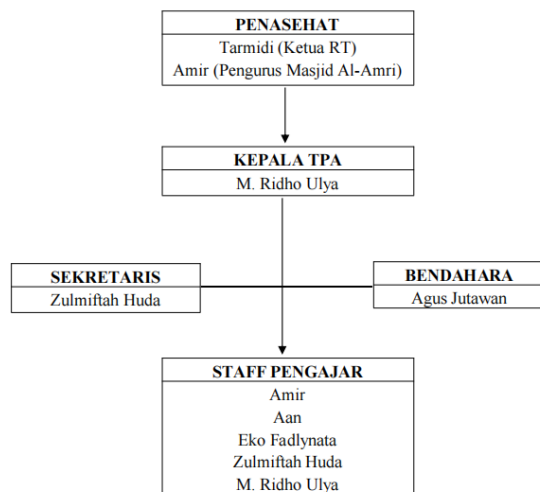 PENASEHAT
Tarmidi (Ketua RT)
Amir (Pengurus Masjid Al-Amri)
KEPALA TPA
M. Ridho Ulya
SEKRETARIS
Zulmiftah Huda
BENDAHARA
Agus Jutawan
STAFF PENGAJAR
Amir
Aan
Eko Fadlynata
Zulmiftah Huda
M. Ridho Ulya